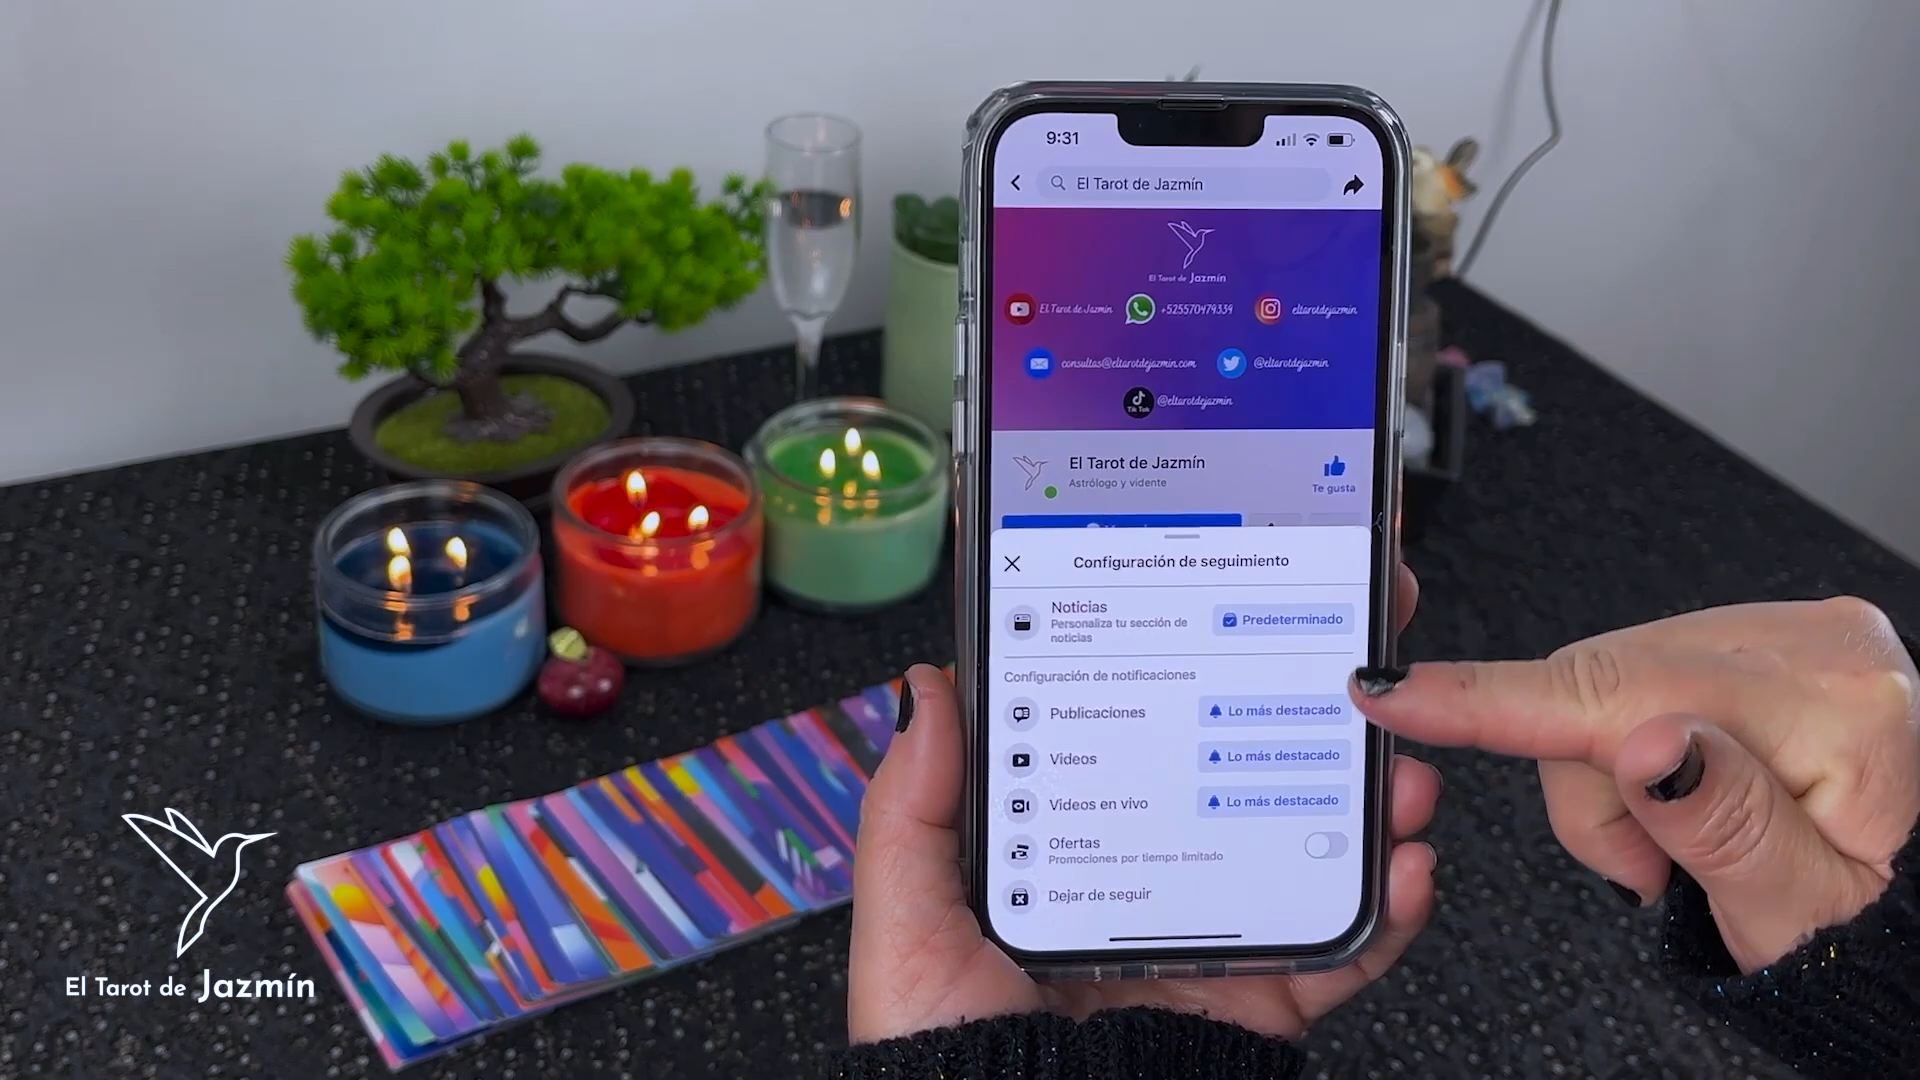 9:31
El Tarot de Jazmín
El Tarot de Jazmín
El Tarot de Jazmin
+525570479339
eltarotdejazmin
consultas@eltarotdejazmin.com
@eltarotdejazmin
Tik Tok
@eltarotdejazmin
El Tarot de Jazmín
Astrólogo y vidente
Te gusta
Configuración de seguimiento
Noticias
Personaliza tu sección de
noticias
Predeterminado
Configuración de notificaciones
Publicaciones
Lo más destacado
Videos
Lo más destacado
Videos en vivo
Lo más destacado
Ofertas
Promociones por tiempo limitado
Dejar de seguir
El Tarot de Jazmín